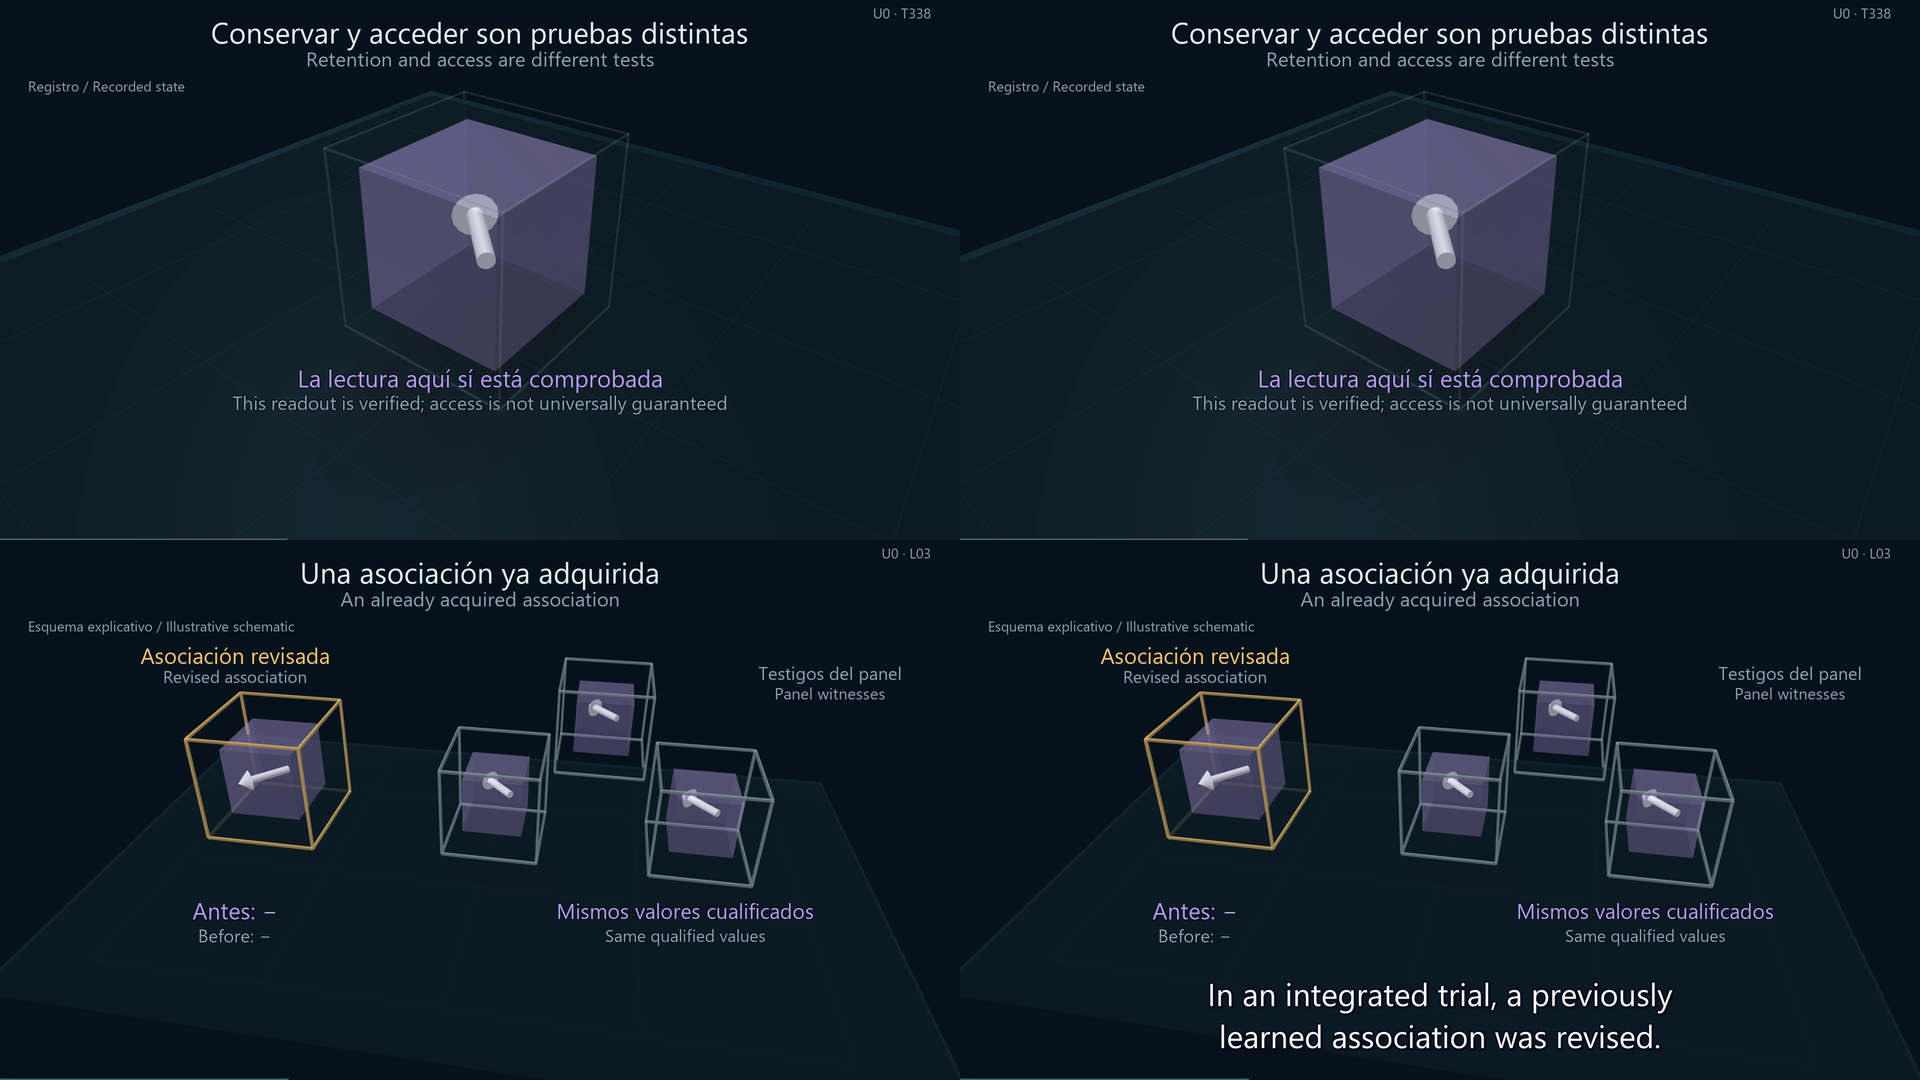 U0 · T338
Conservar y acceder son pruebas distintas
Retention and access are different tests
Registro / Recorded state
La lectura aquí sí está comprobada
This readout is verified; access is not universally guaranteed
U0 · T338
Conservar y acceder son pruebas distintas
Retention and access are different tests
Registro / Recorded state
La lectura aquí sí está comprobada
This readout is verified; access is not universally guaranteed
U0 · L03
Una asociación ya adquirida
An already acquired association
Esquema explicativo / Illustrative schematic
Asociación revisada
Revised association
Testigos del panel
Panel witnesses
Antes: –
Before: –
Mismos valores cualificados
Same qualified values
U0 · L03
Una asociación ya adquirida
An already acquired association
Esquema explicativo / Illustrative schematic
Asociación revisada
Revised association
Testigos del panel
Panel witnesses
Antes: –
Before: –
Mismos valores cualificados
Same qualified values
In an integrated trial, a previously
learned association was revised.